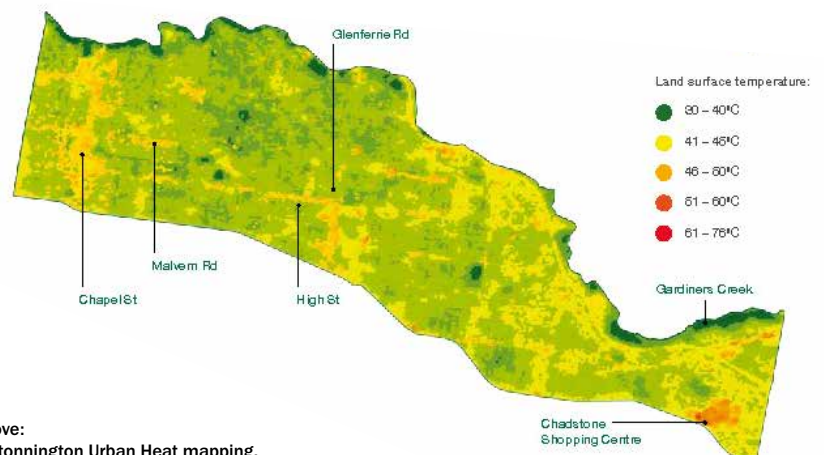 Glenferrie Rd
Land surface temperature:
30 – 40°C
41 – 45°C
46 – 50°C
51 – 60°C
61 – 76°C
Malvern Rd
Chapel St
High St
Gardiners Creek
Chadstone
Shopping Centre
ove:
tonnington Urban Heat mapping.